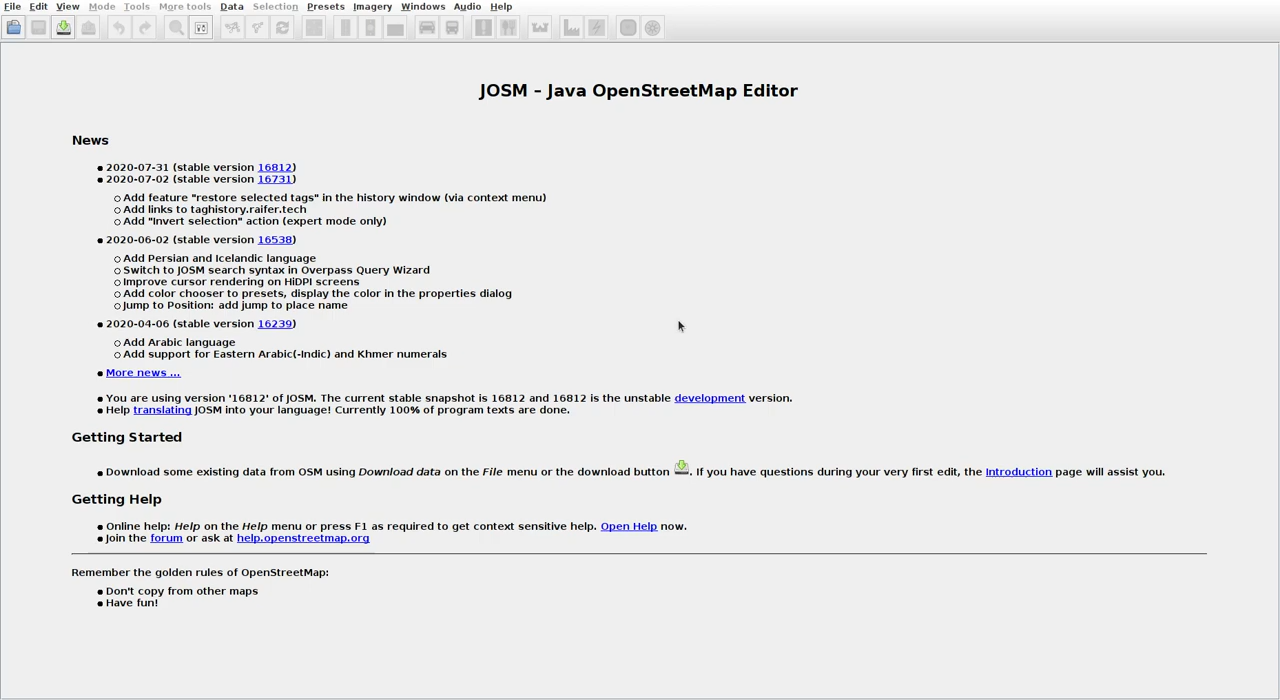 File Edit View Mode Tools More tools Data Selection Presets Imagery Windows Audio Help
JOSM – Java OpenStreetMap Editor
News
2020-07-31 (stable version 16812)
2020-07-02 (stable version 16731)
Add feature "restore selected tags" in the history window (via context menu)
Add links to taghistory.raifer.tech
Add "Invert selection" action (expert mode only)
2020-06-02 (stable version 16538)
Add Persian and Icelandic language
Switch to JOSM search syntax in Overpass Query Wizard
Improve cursor rendering on HiDPI screens
Add color chooser to presets, display the color in the properties dialog
Jump to Position: add jump to place name
2020-04-06 (stable version 16239)
Add Arabic language
Add support for Eastern Arabic(-Indic) and Khmer numerals
More news ...
You are using version '16812' of JOSM. The current stable snapshot is 16812 and 16812 is the unstable development version.
Help translating JOSM into your language! Currently 100% of program texts are done.
Getting Started
Download some existing data from OSM using Download data on the File menu or the download button . If you have questions during your very first edit, the Introduction page will assist you.
Getting Help
Online help: Help on the Help menu or press F1 as required to get context sensitive help. Open Help now.
Join the forum or ask at help.openstreetmap.org
Remember the golden rules of OpenStreetMap:
Don't copy from other maps
Have fun!